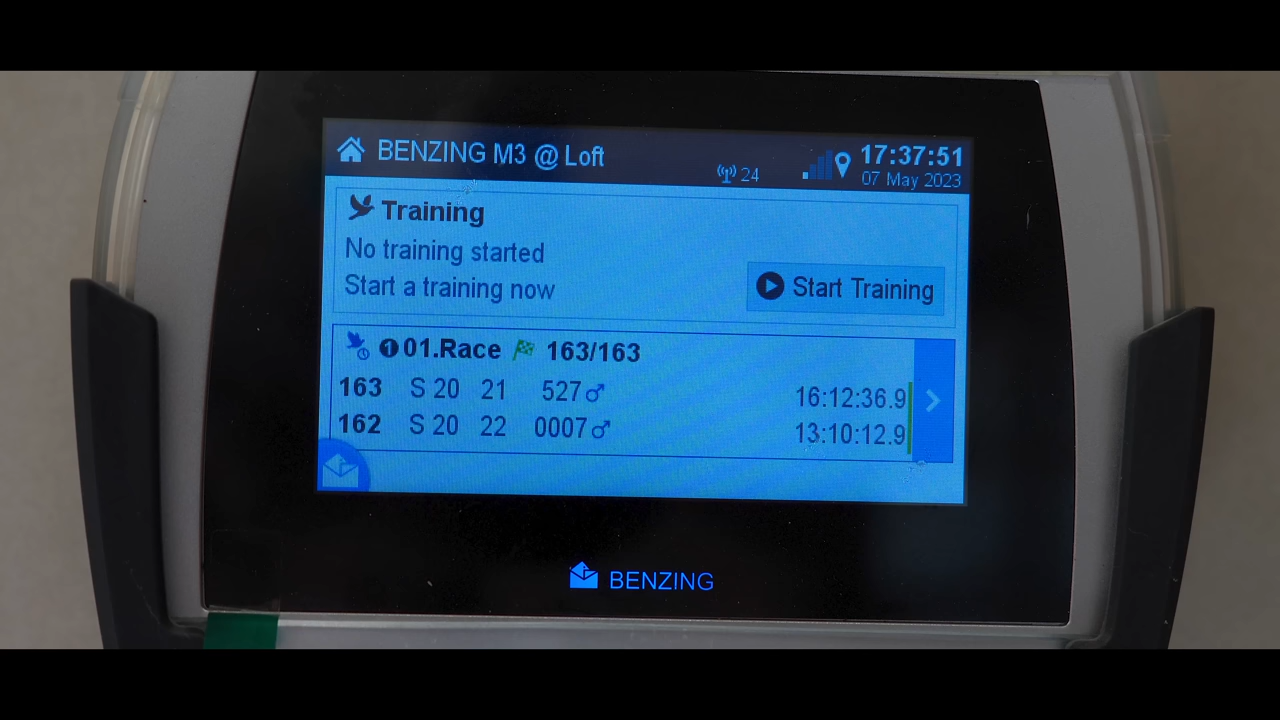 BENZING M3 @ Loft
24
17:37:51
07 May 2023
Training
No training started
Start a training now
Start Training
1 01.Race 163/163
163 S 20 21 527♂ 16:12:36.9
162 S 20 22 0007♂ 13:10:12.9
BENZING